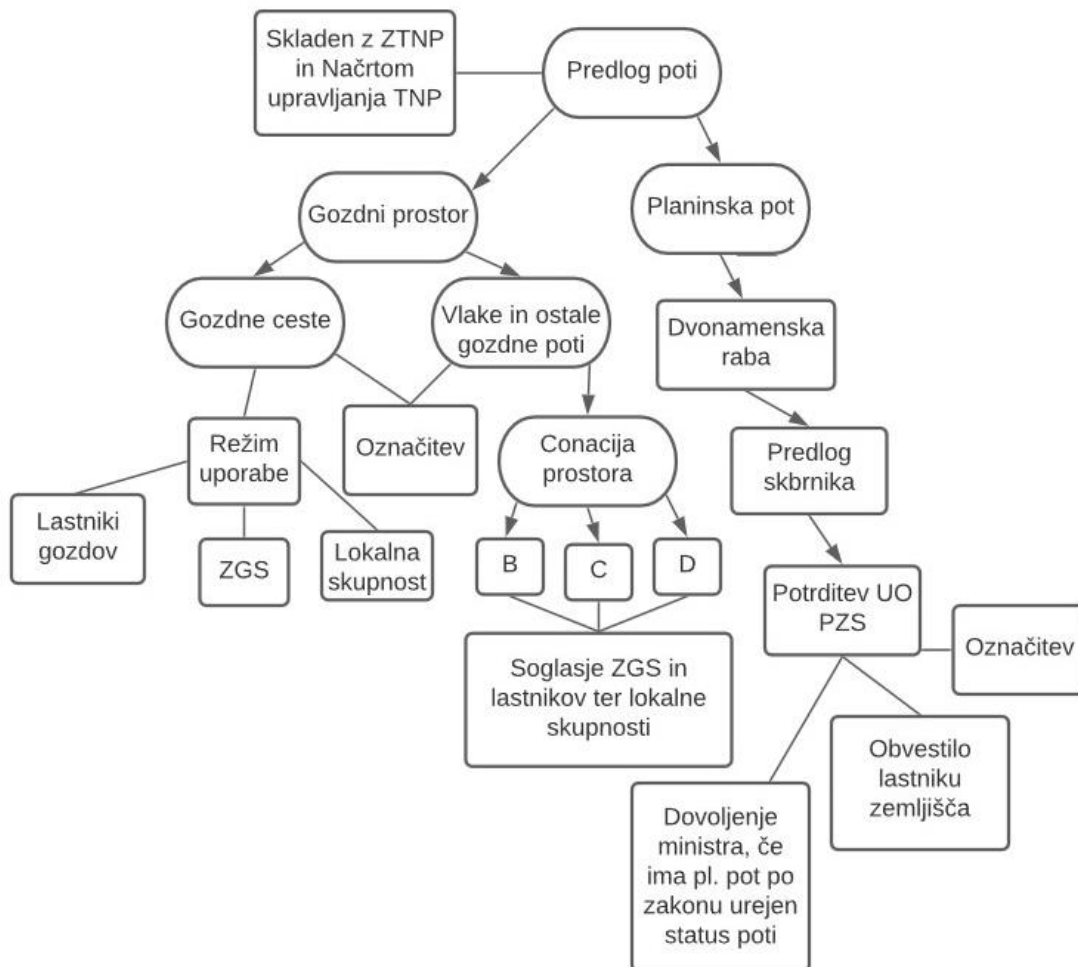 Skladen z ZTNP
in Načrtom
upravljanja TNP
Predlog poti
Gozdni prostor
Planinska pot
Gozdne ceste
Vlake in ostale
gozdne poti
Dvonamenska
raba
Režim
uporabe
Označitev
Conacija
prostora
Predlog
skbrnika
Lastniki
gozdov
ZGS
Lokalna
skupnost
B
C
D
Potrditev UO
PZS
Označitev
Soglasje ZGS in
lastnikov ter lokalne
skupnosti
Obvestilo
lastniku
zemljišča
Dovoljenje
ministra, če
ima pl. pot po
zakonu urejen
status poti